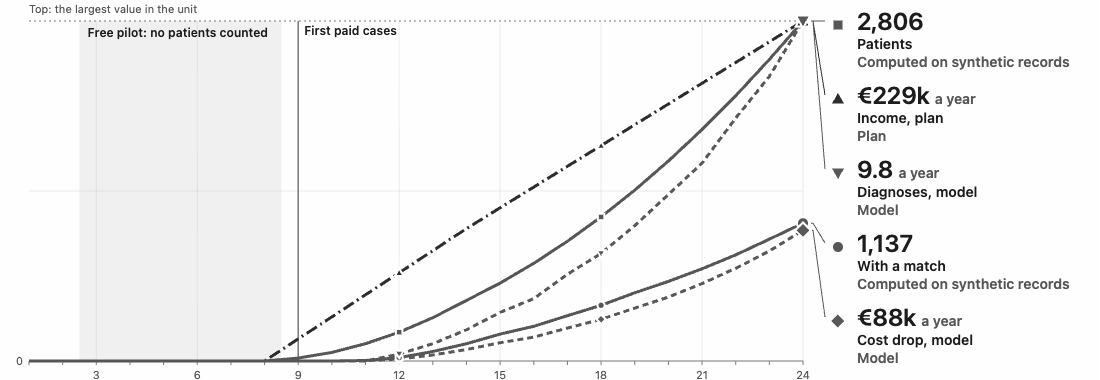 Top: the largest value in the unit
Free pilot: no patients counted
First paid cases
2,806
Patients
Computed on synthetic records
€229k a year
Income, plan
Plan
9.8 a year
Diagnoses, model
Model
1,137
With a match
Computed on synthetic records
€88k a year
Cost drop, model
Model
0
3 6 9 12 15 18 21 24